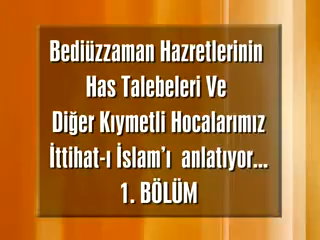 Bediüzzaman Hazretlerinin
Has Talebeleri Ve
Diğer Kıymetli Hocalarımız
İttihat-ı İslam'ı anlatıyor...
1. BÖLÜM